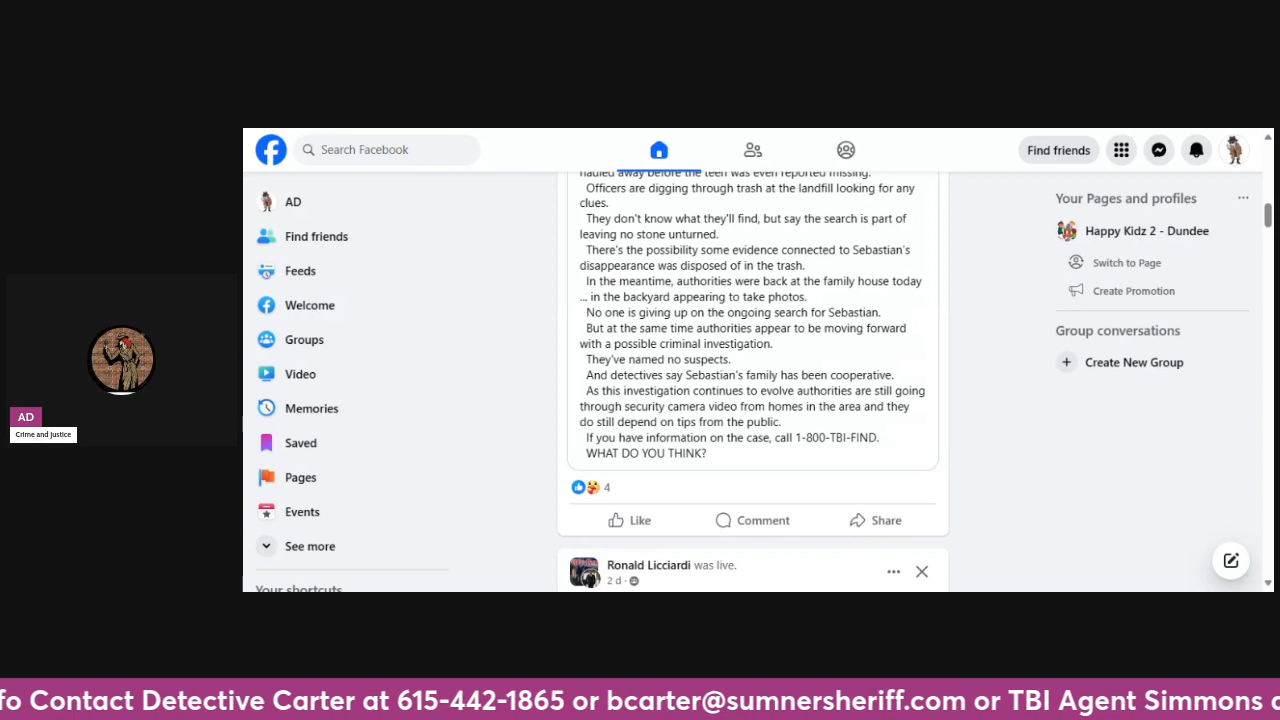 Search Facebook
Find friends
AD
Find friends
Feeds
Welcome
Groups
Video
Memories
Saved
Pages
Events
See more
Your shortcuts
hauled away before the teen was even reported missing.
Officers are digging through trash at the landfill looking for any
clues.
They don't know what they'll find, but say the search is part of
leaving no stone unturned.
There's the possibility some evidence connected to Sebastian's
disappearance was disposed of in the trash.
In the meantime, authorities were back at the family house today
... in the backyard appearing to take photos.
No one is giving up on the ongoing search for Sebastian.
But at the same time authorities appear to be moving forward
with a possible criminal investigation.
They've named no suspects.
And detectives say Sebastian's family has been cooperative.
As this investigation continues to evolve authorities are still going
through security camera video from homes in the area and they
do still depend on tips from the public.
If you have information on the case, call 1-800-TBI-FIND.
WHAT DO YOU THINK?
4
Like Comment Share
Ronald Licciardi was live.
2 d ·
Your Pages and profiles
Happy Kidz 2 - Dundee
Switch to Page
Create Promotion
Group conversations
Create New Group
AD
Crime and Justice
fo Contact Detective Carter at 615-442-1865 or bcarter@sumnersheriff.com or TBI Agent Simmons